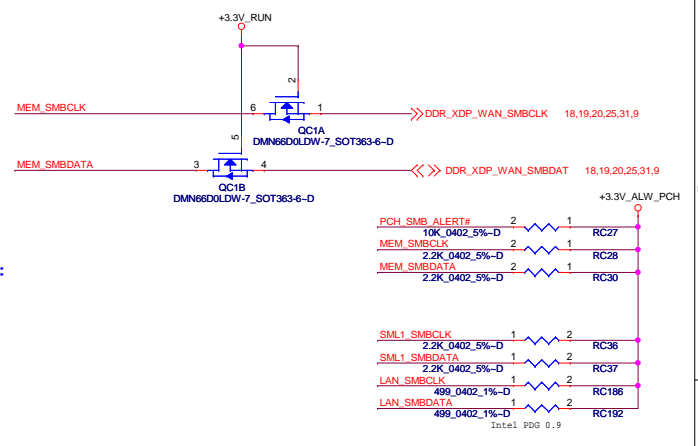 +3.3V_RUN
2
MEM_SMBCLK 6 1 DDR_XDP_WAN_SMBCLK 18,19,20,25,31,9
QC1A
DMN66D0LDW-7_SOT363-6~D
5
MEM_SMBDATA 3 4 DDR_XDP_WAN_SMBDAT 18,19,20,25,31,9
QC1B
DMN66D0LDW-7_SOT363-6~D
+3.3V_ALW_PCH
:
PCH_SMB_ALERT# 2 1
10K_0402_5%~D RC27
MEM_SMBCLK 2 1
2.2K_0402_5%~D RC28
MEM_SMBDATA 2 1
2.2K_0402_5%~D RC30
SML1_SMBCLK 1 2
2.2K_0402_5%~D RC36
SML1_SMBDATA 1 2
2.2K_0402_5%~D RC37
LAN_SMBCLK 1 2
499_0402_1%~D RC186
LAN_SMBDATA 1 2
499_0402_1%~D RC192
Intel PDG 0.9